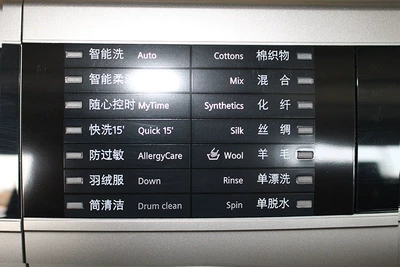 智能洗 Auto Cottons 棉织物
智能柔 Mix 混合
随心控时 MyTime Synthetics 化纤
快洗15' Quick 15' Silk 丝绸
防过敏 AllergyCare Wool 羊毛
羽绒服 Down Rinse 单漂洗
筒清洁 Drum clean Spin 单脱水